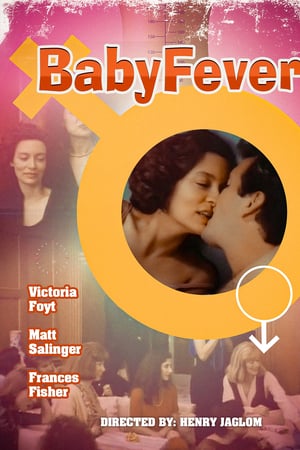 BabyFever
Victoria
Foyt
Matt
Salinger
Frances
Fisher
DIRECTED BY: HENRY JAGLOM